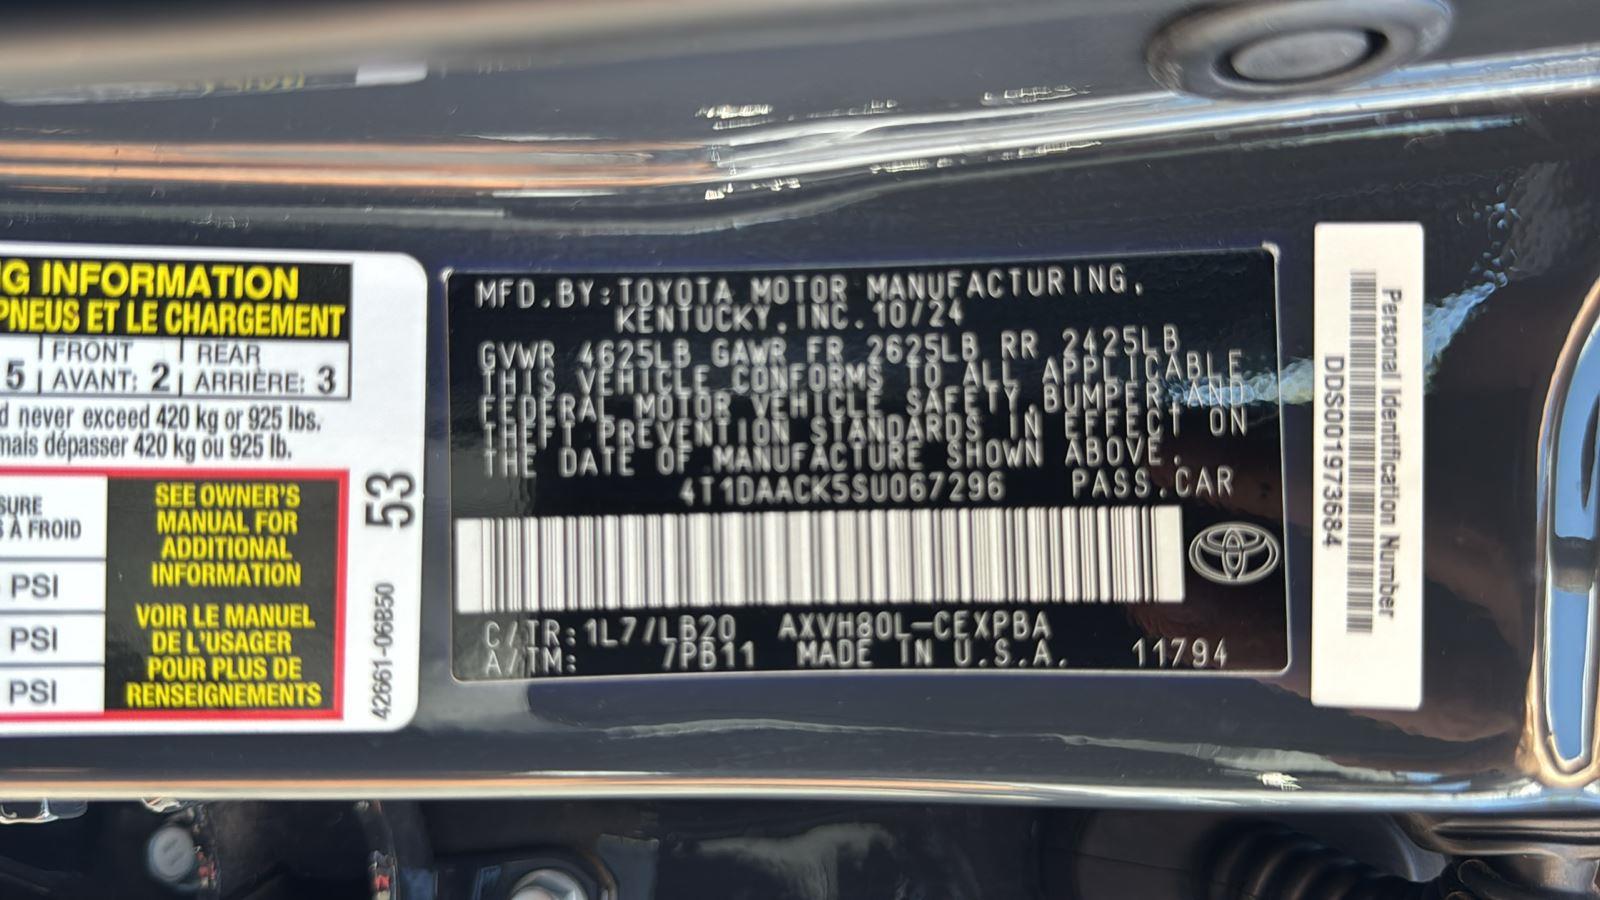 G INFORMATION
PNEUS ET LE CHARGEMENT
5 | FRONT AVANT: 2 | REAR ARRIÈRE: 3
d never exceed 420 kg or 925 lbs.
mais dépasser 420 kg ou 925 lb.
SURE
À FROID
PSI
PSI
PSI
SEE OWNER'S
MANUAL FOR
ADDITIONAL
INFORMATION
VOIR LE MANUEL
DE L'USAGER
POUR PLUS DE
RENSEIGNEMENTS
53
42661-06B50
MFD.BY:TOYOTA MOTOR MANUFACTURING,
KENTUCKY,INC.10/24
GVWR 4625LB GAWR FR 2625LB RR 2425LB
THIS VEHICLE CONFORMS TO ALL APPLICABLE
FEDERAL MOTOR VEHICLE SAFETY,BUMPER,AND
THEFT PREVENTION STANDARDS IN EFFECT ON
THE DATE OF MANUFACTURE SHOWN ABOVE.
4T1DAACK5SU067296 PASS.CAR
C/TR:1L7/LB20 AXVH80L-CEXPBA
A/TM: 7PB11 MADE IN U.S.A. 11794
Personal Identification Number
DDS0001973684